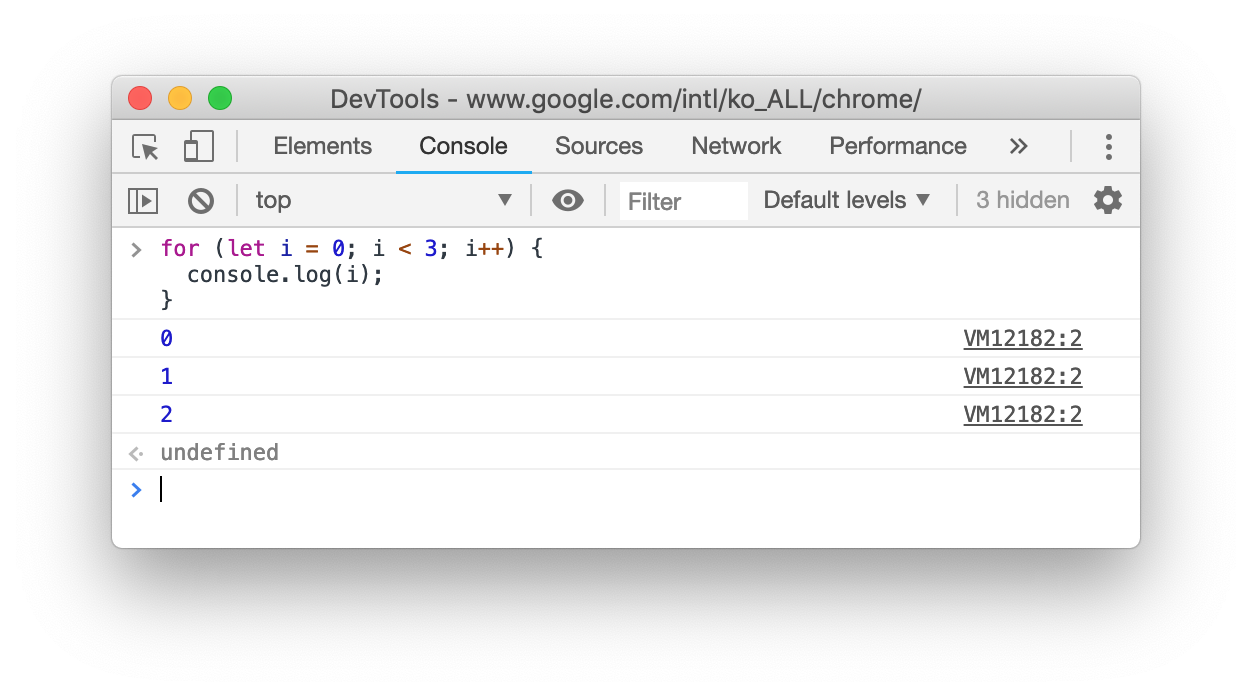 DevTools - www.google.com/intl/ko_ALL/chrome/
Elements Console Sources Network Performance »
top ▼ Filter Default levels ▼ 3 hidden
> for (let i = 0; i < 3; i++) {
  console.log(i);
}
0 VM12182:2
1 VM12182:2
2 VM12182:2
undefined
>